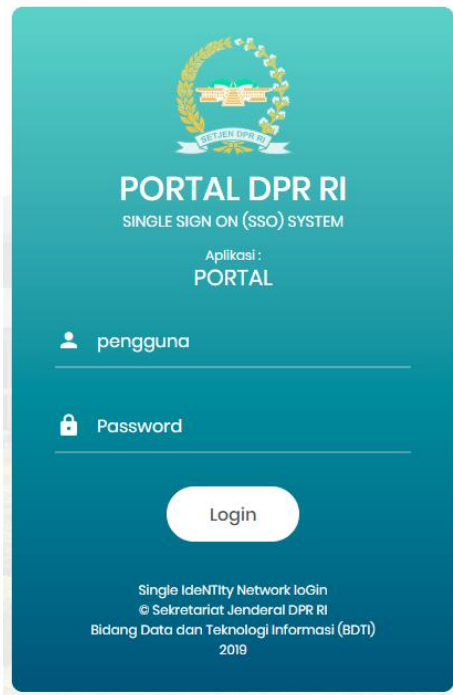 SETJEN DPR RI
PORTAL DPR RI
SINGLE SIGN ON (SSO) SYSTEM
Aplikasi :
PORTAL
pengguna
Password
Login
Single IdeNTIty Network loGin
© Sekretariat Jenderal DPR RI
Bidang Data dan Teknologi Informasi (BDTI)
2019